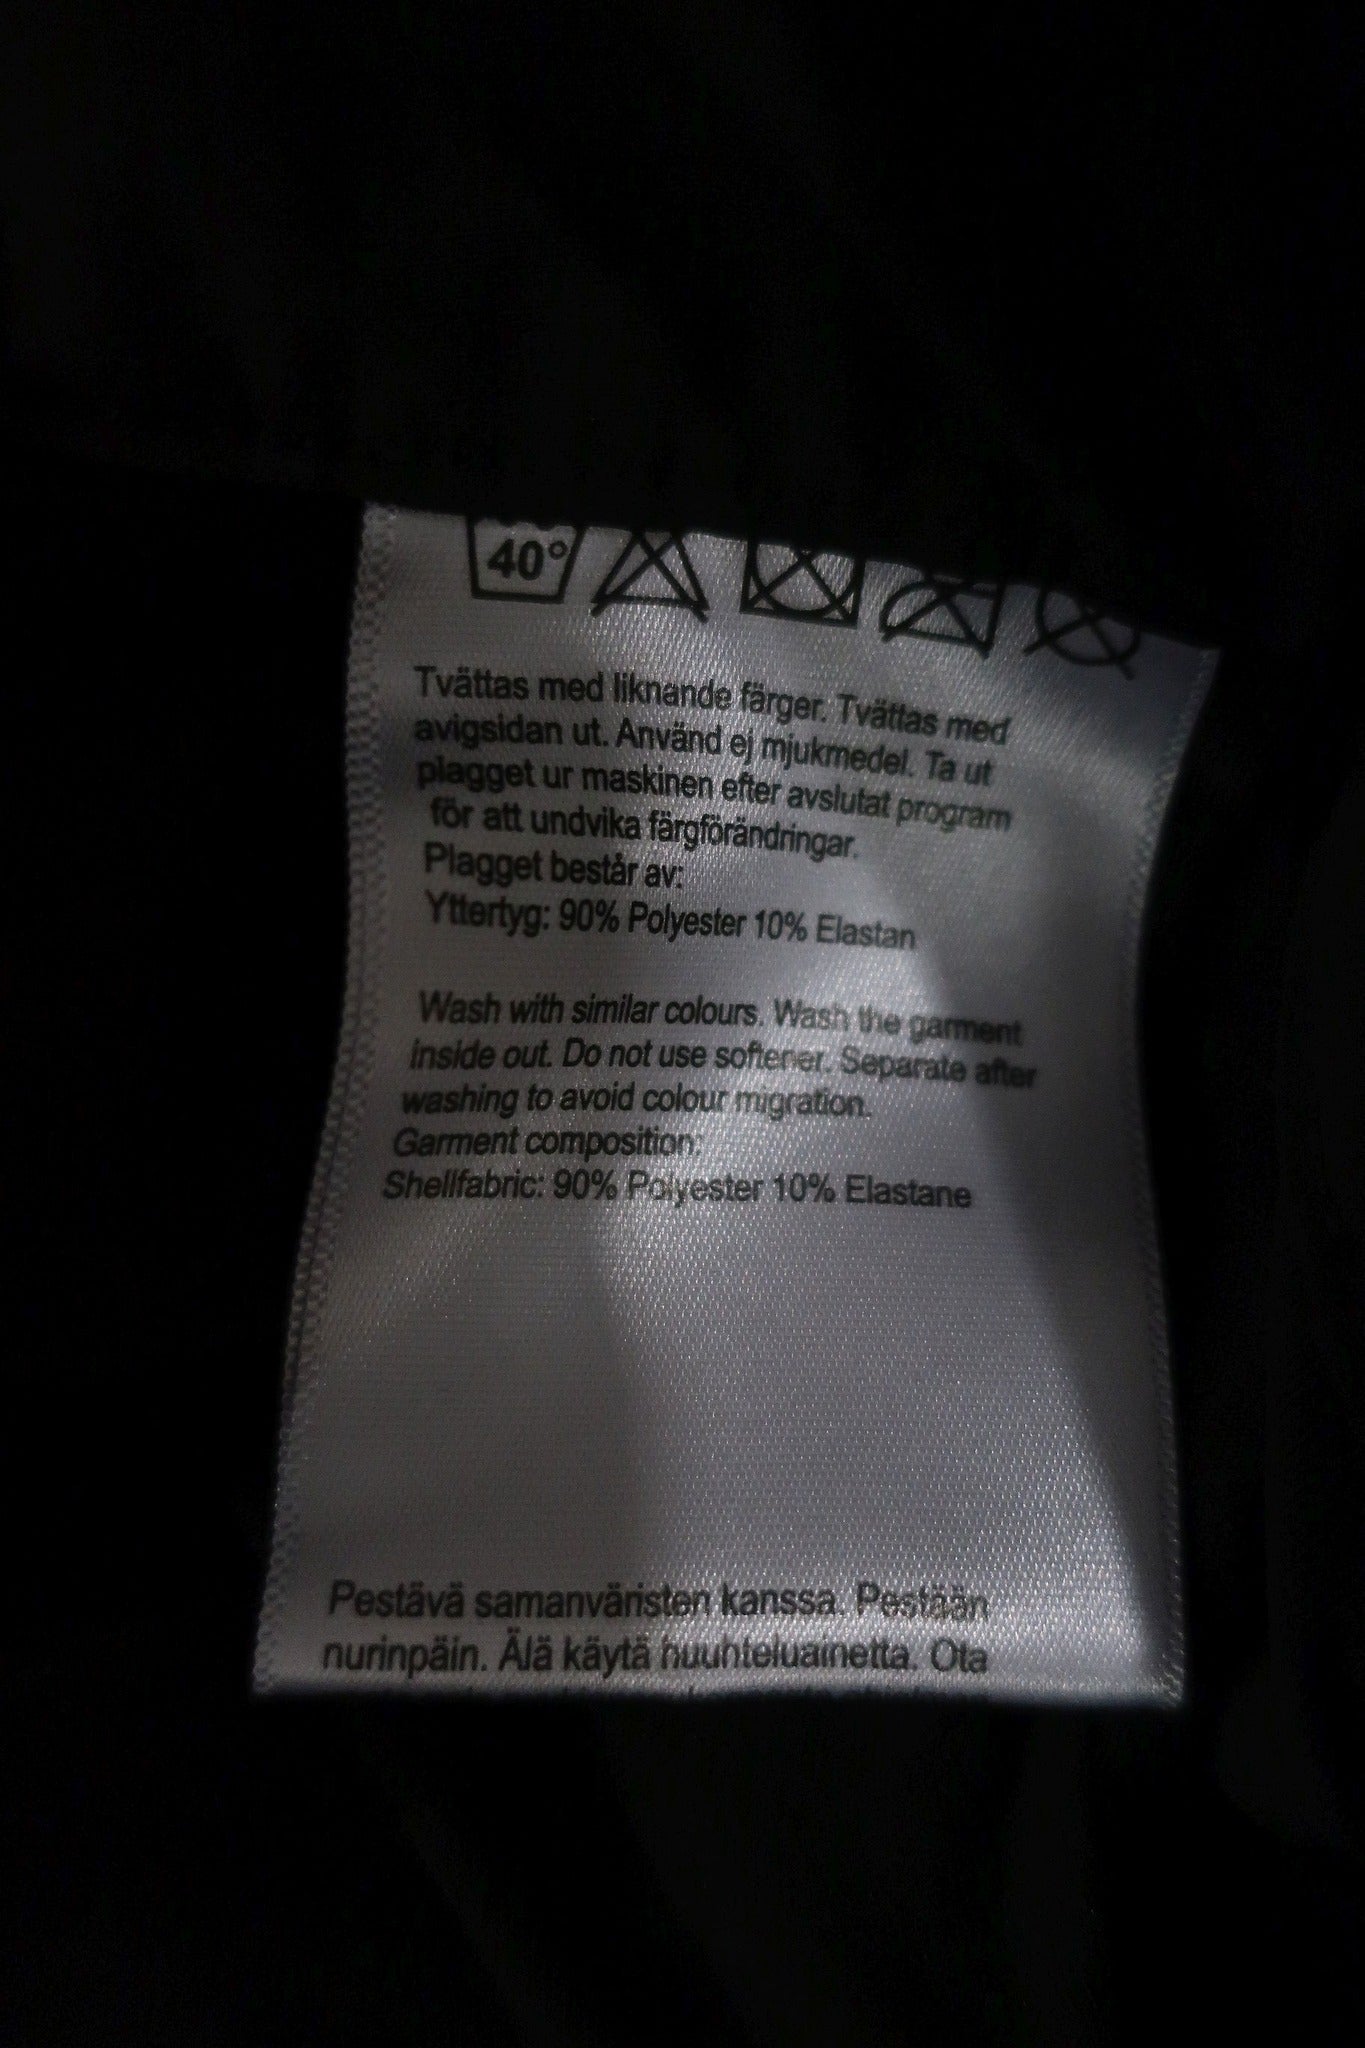 40°
Tvättas med liknande färger. Tvättas med
avigsidan ut. Använd ej mjukmedel. Ta ut
plagget ur maskinen efter avslutat program
för att undvika färgförändringar.
Plagget består av:
Yttertyg: 90% Polyester 10% Elastan
Wash with similar colours. Wash the garment
inside out. Do not use softener. Separate after
washing to avoid colour migration.
Garment composition:
Shellfabric: 90% Polyester 10% Elastane
Pestävä samanväristen kanssa. Pestään
nurinpäin. Älä käytä huuhteluainetta. Ota